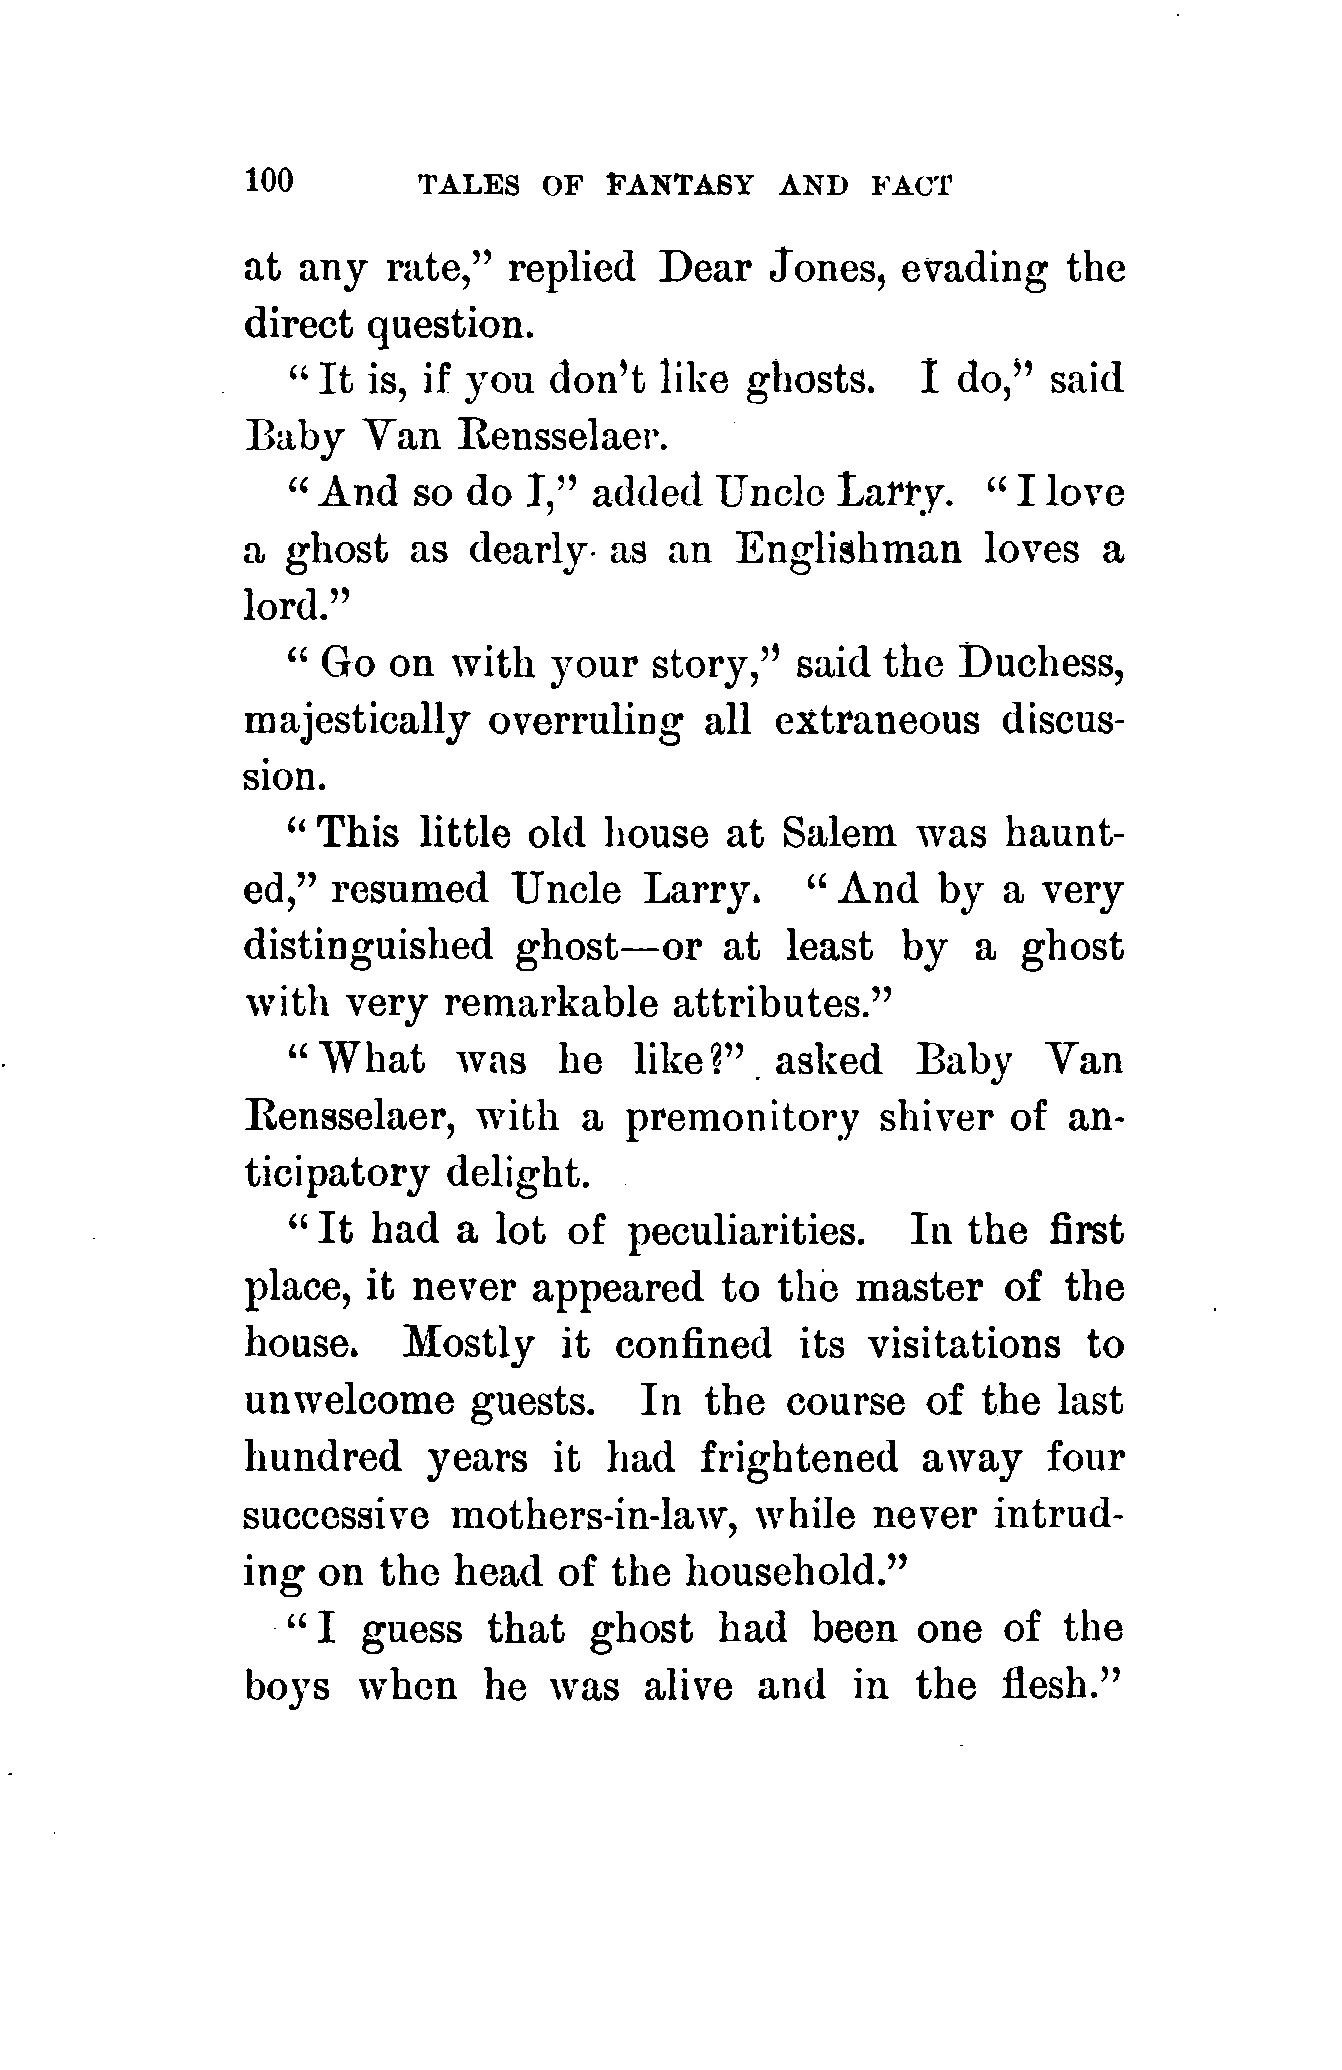 100 TALES OF FANTASY AND FACT
at any rate,” replied Dear Jones, evading the
direct question.
“It is, if you don’t like ghosts. I do,” said
Baby Van Rensselaer.
“And so do I,” added Uncle Larry. “I love
a ghost as dearly as an Englishman loves a
lord.”
“Go on with your story,” said the Duchess,
majestically overruling all extraneous discus-
sion.
“This little old house at Salem was haunt-
ed,” resumed Uncle Larry. “And by a very
distinguished ghost—or at least by a ghost
with very remarkable attributes.”
“What was he like?” asked Baby Van
Rensselaer, with a premonitory shiver of an-
ticipatory delight.
“It had a lot of peculiarities. In the first
place, it never appeared to the master of the
house. Mostly it confined its visitations to
unwelcome guests. In the course of the last
hundred years it had frightened away four
successive mothers-in-law, while never intrud-
ing on the head of the household.”
“I guess that ghost had been one of the
boys when he was alive and in the flesh.”